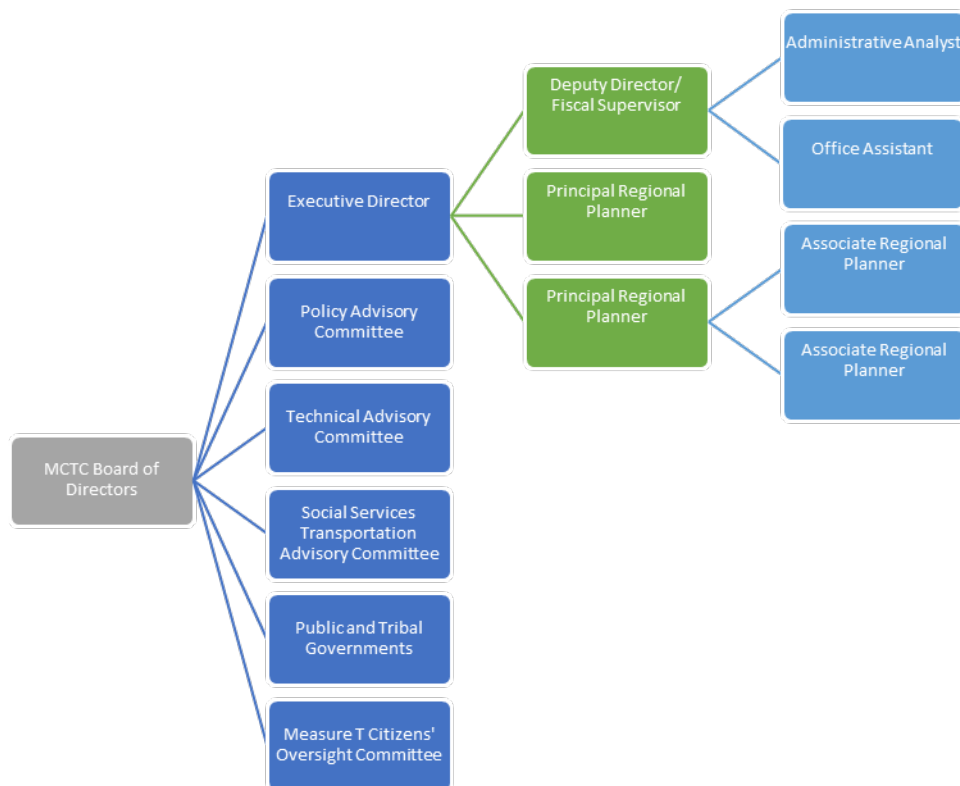 Administrative Analyst
Deputy Director/
Fiscal Supervisor
Office Assistant
Executive Director
Principal Regional
Planner
Associate Regional
Planner
Principal Regional
Planner
Policy Advisory
Committee
Associate Regional
Planner
Technical Advisory
Committee
MCTC Board of
Directors
Social Services
Transportation
Advisory Committee
Public and Tribal
Governments
Measure T Citizens'
Oversight Committee